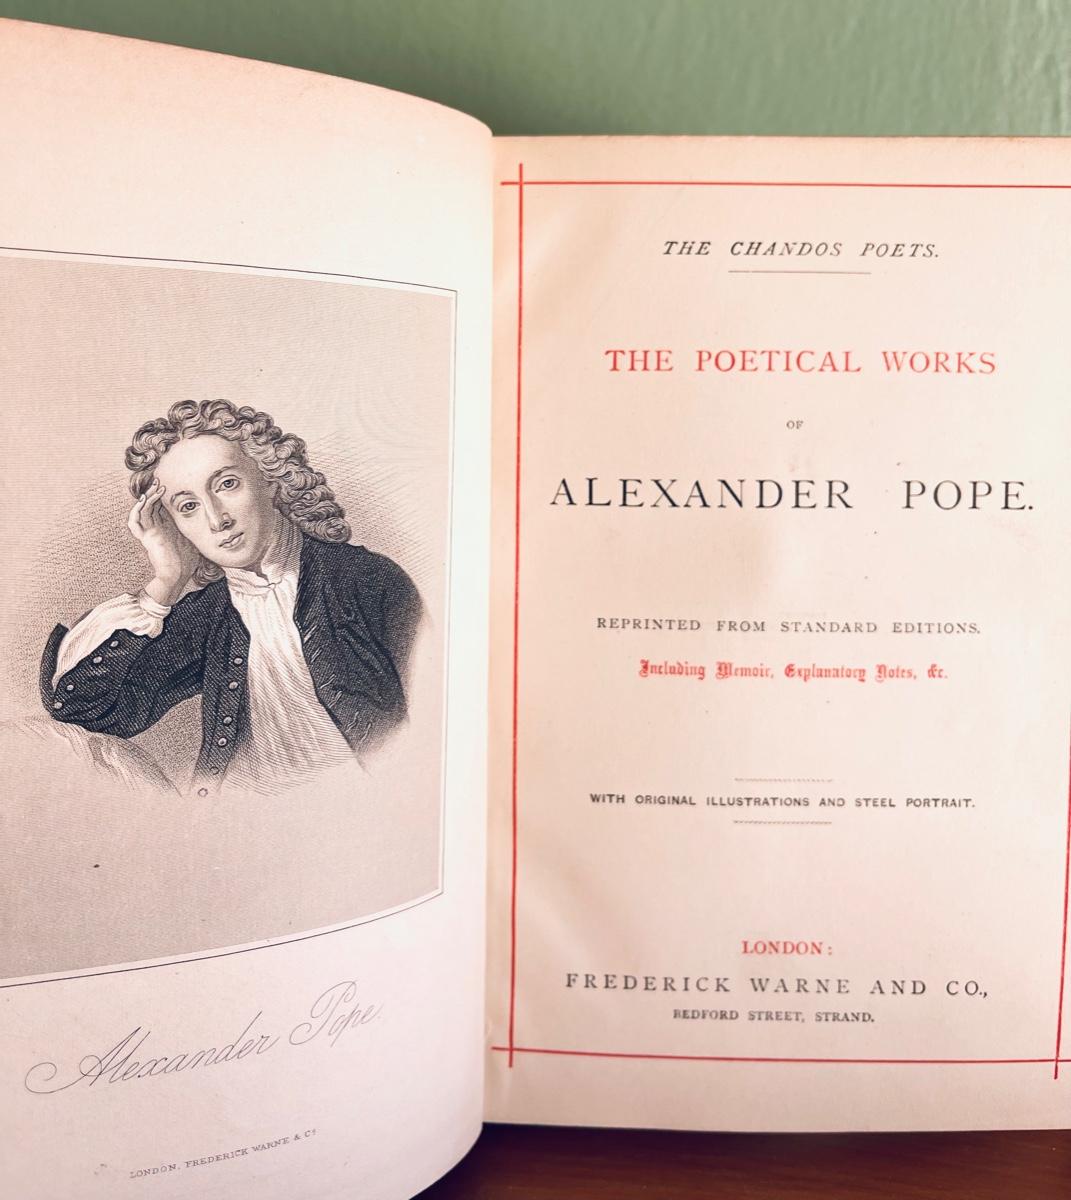 Alexander Pope.
LONDON, FREDERICK WARNE & Cº
THE CHANDOS POETS.
THE POETICAL WORKS
OF
ALEXANDER POPE.
REPRINTED FROM STANDARD EDITIONS.
Including Memoir, Explanatory Notes, &c.
WITH ORIGINAL ILLUSTRATIONS AND STEEL PORTRAIT.
LONDON:
FREDERICK WARNE AND CO.,
BEDFORD STREET, STRAND.